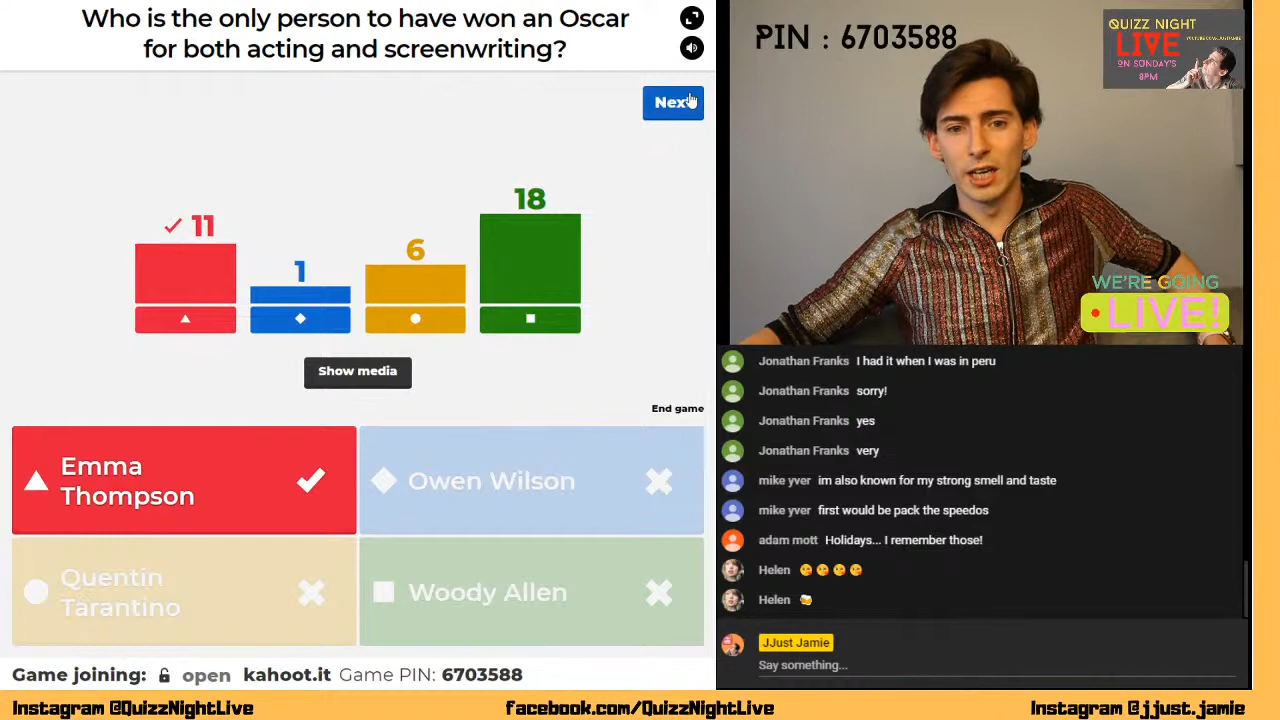 Who is the only person to have won an Oscar
for both acting and screenwriting?
Next
11
1
6
18
Show media
End game
Emma
Thompson
Owen Wilson
Quentin
Tarantino
Woody Allen
Game joining: open kahoot.it Game PIN: 6703588
PIN : 6703588
QUIZZ NIGHT
LIVE
ON SUNDAY'S
8PM
WE'RE GOING
LIVE!
Jonathan Franks I had it when I was in peru
Jonathan Franks sorry!
Jonathan Franks yes
Jonathan Franks very
mike yver im also known for my strong smell and taste
mike yver first would be pack the speedos
adam mott Holidays... I remember those!
Helen 😘 😘 😘 😘
Helen 🍻
JJust Jamie
Say something...
Instagram @QuizzNightLive
facebook.com/QuizzNightLive
Instagram @jjust.jamie